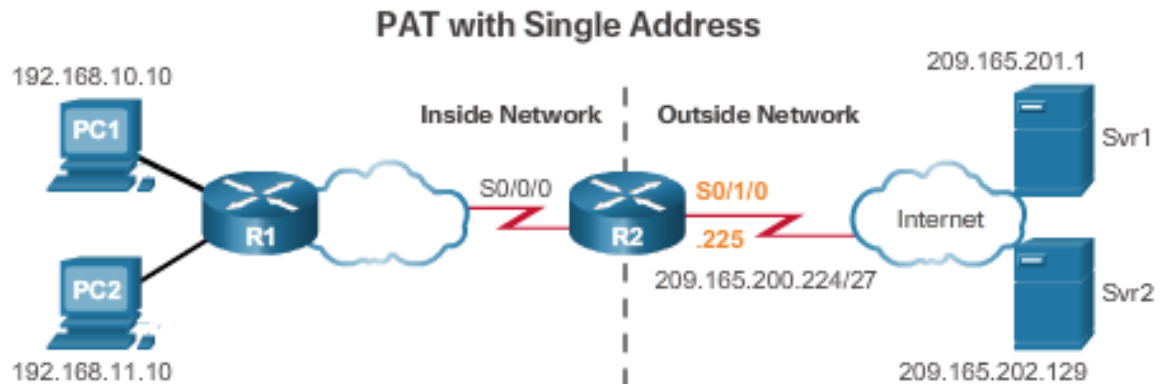 PAT with Single Address
192.168.10.10
209.165.201.1
PC1
Inside Network
Outside Network
Svr1
S0/0/0
S0/1/0
R1
R2
Internet
.225
PC2
209.165.200.224/27
Svr2
192.168.11.10
209.165.202.129